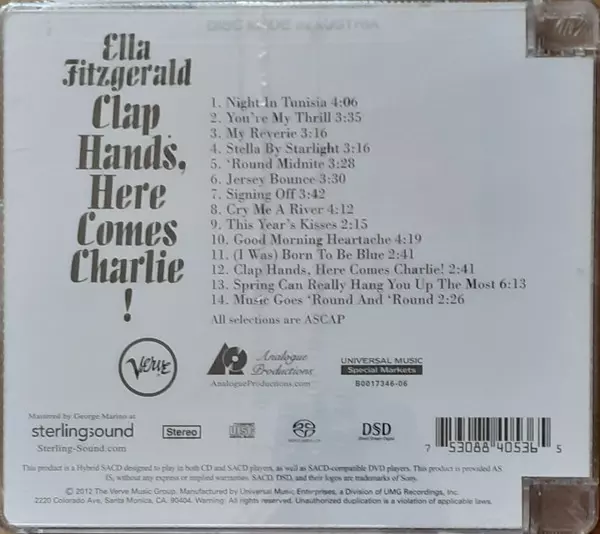 DISC MADE IN AUSTRIA
Ella
Fitzgerald
Clap
Hands,
Here
Comes
Charlie
!
1. Night In Tunisia 4:06
2. You're My Thrill 3:35
3. My Reverie 3:16
4. Stella By Starlight 3:16
5. 'Round Midnite 3:28
6. Jersey Bounce 3:30
7. Signing Off 3:42
8. Cry Me A River 4:12
9. This Year's Kisses 2:15
10. Good Morning Heartache 4:19
11. (I Was) Born To Be Blue 2:41
12. Clap Hands, Here Comes Charlie! 2:41
13. Spring Can Really Hang You Up The Most 6:13
14. Music Goes 'Round And 'Round 2:26
All selections are ASCAP
Verve
Analogue
Productions
AnalogueProductions.com
UNIVERSAL MUSIC
Special Markets
B0017346-06
Mastered by George Marino at
sterlingsound
Sterling-Sound.com
Stereo
DSD
Direct Stream Digital
7 53088 40536 5
This product is a Hybrid SACD designed to play in both CD and SACD players, as well as SACD-compatible DVD players. This product is provided AS
IS, without any express or implied warranties. SACD, DSD, and their logos are trademarks of Sony.
© 2012 The Verve Music Group. Manufactured by Universal Music Enterprises, a Division of UMG Recordings, Inc.
2220 Colorado Ave, Santa Monica, CA. 90404. Warning: All rights reserved. Unauthorized duplication is a violation of applicable laws.